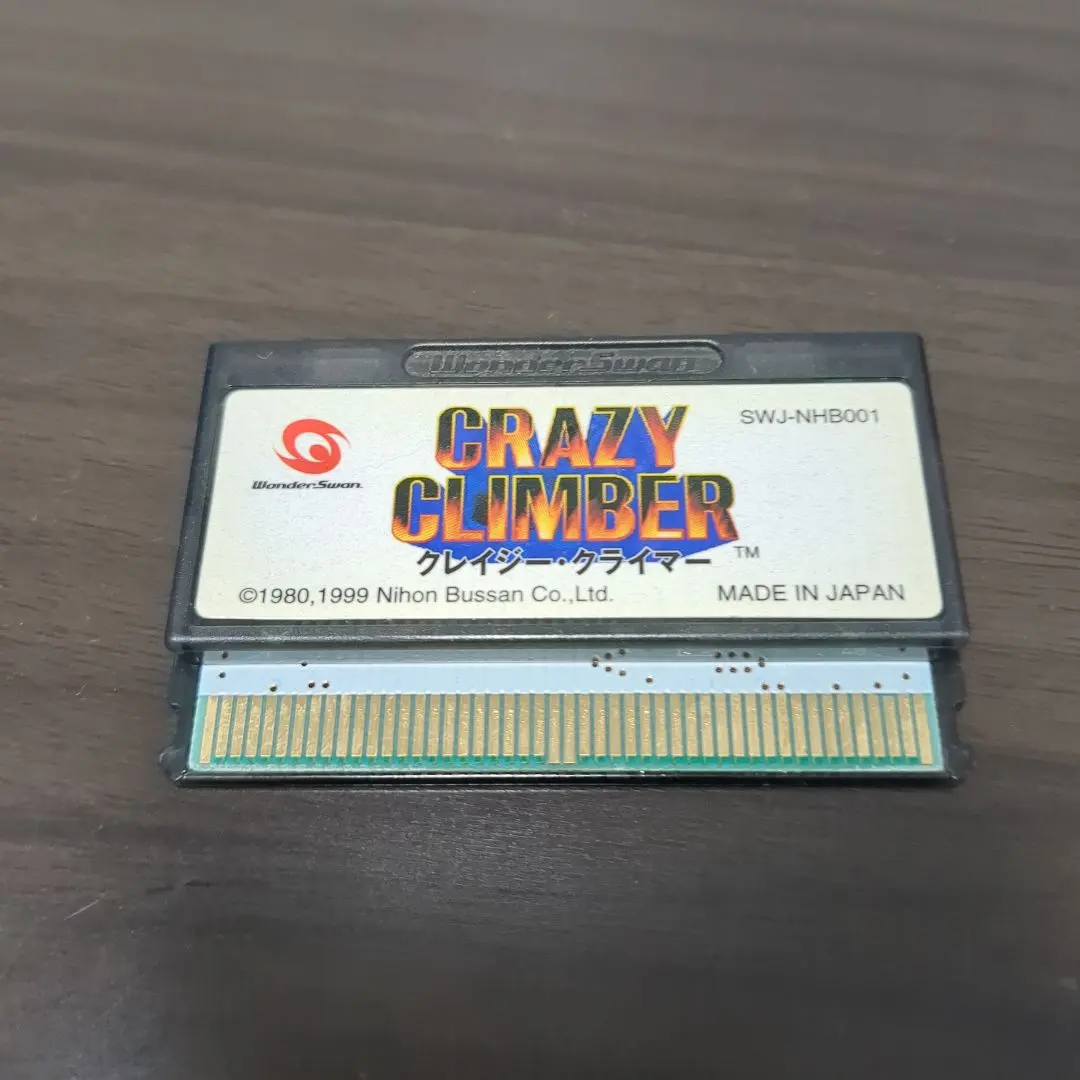 WonderSwan
CRAZY
CLIMBER
クレイジー・クライマー
TM
SWJ-NHB001
WonderSwan
©1980,1999 Nihon Bussan Co.,Ltd.
MADE IN JAPAN